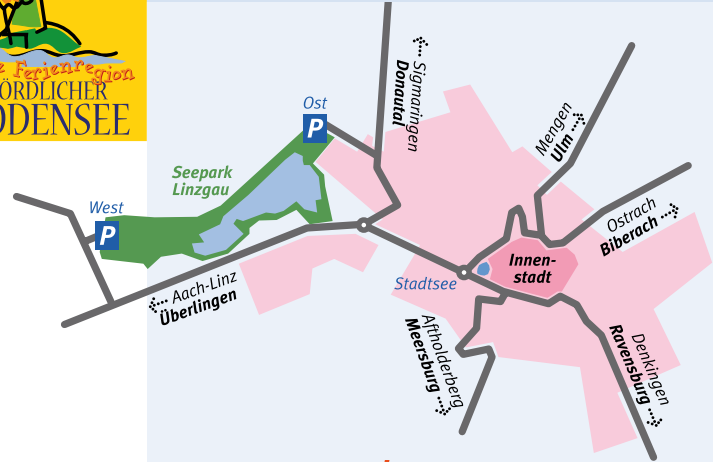 Ferienregion
ÖRDLICHER
ODENSEE
Ost
P
Seepark
Linzgau
West
P
Sigmaringen
Donautal
Mengen
Ulm
Ostrach
Biberach
Innen-
stadt
Stadtsee
Aach-Linz
Überlingen
Aftholderberg
Meersburg
Denkingen
Ravensburg